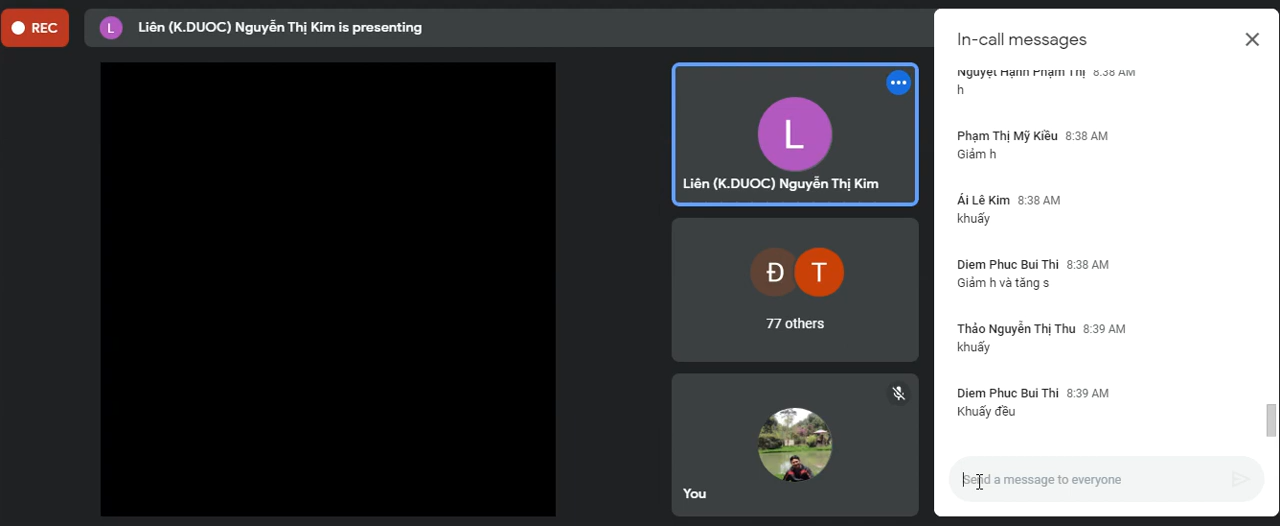 REC
L
Liên (K.DUOC) Nguyễn Thị Kim is presenting
L
Liên (K.DUOC) Nguyễn Thị Kim
Đ T
77 others
You
In-call messages
Nguyệt Hạnh Phạm Thị 8:38 AM
h
Phạm Thị Mỹ Kiều 8:38 AM
Giảm h
Ái Lê Kim 8:38 AM
khuấy
Diem Phuc Bui Thi 8:38 AM
Giảm h và tăng s
Thảo Nguyễn Thị Thu 8:39 AM
khuấy
Diem Phuc Bui Thi 8:39 AM
Khuấy đều
Send a message to everyone